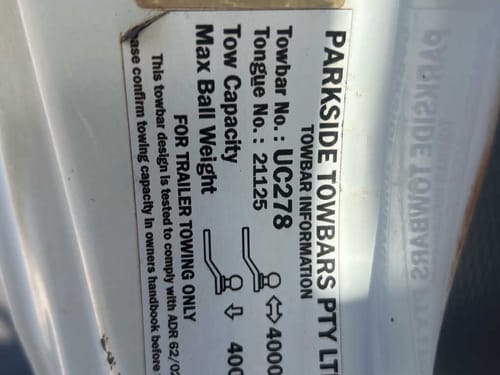 PARKSIDE TOWBARS PTY LT
TOWBAR INFORMATION
Towbar No.: UC278
Tongue No.: 21125
Tow Capacity 4000
Max Ball Weight 400
FOR TRAILER TOWING ONLY
This towbar design is tested to comply with ADR 62/02
ase confirm towing capacity in owners handbook before